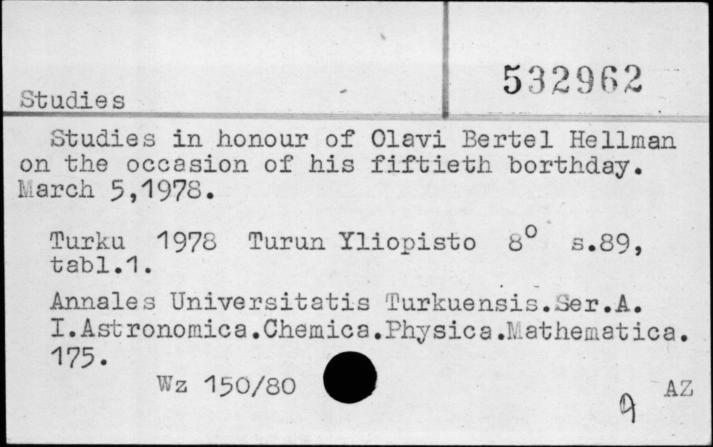 532962
Studies
Studies in honour of Olavi Bertel Hellman
on the occasion of his fiftieth borthday.
March 5,1978.
Turku 1978 Turun Yliopisto 8° s.89,
tabl.1.
Annales Universitatis Turkuensis.Ser.A.
I.Astronomica.Chemica.Physica.Mathematica.
175.
Wz 150/80
AZ